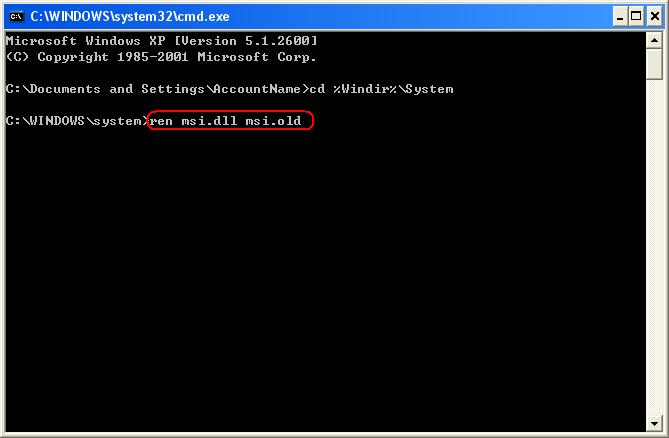 C:\WINDOWS\system32\cmd.exe
Microsoft Windows XP [Version 5.1.2600]
(C) Copyright 1985-2001 Microsoft Corp.
C:\Documents and Settings\AccountName>cd %Windir%\System
C:\WINDOWS\system>ren msi.dll msi.old